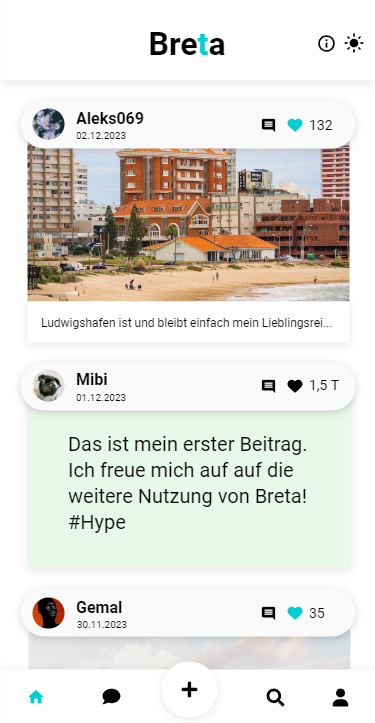 Breta
Aleks069
02.12.2023
132
Ludwigshafen ist und bleibt einfach mein Lieblingsrei...
Mibi
01.12.2023
1,5 T
Das ist mein erster Beitrag.
Ich freue mich auf auf die
weitere Nutzung von Breta!
#Hype
Gemal
30.11.2023
35